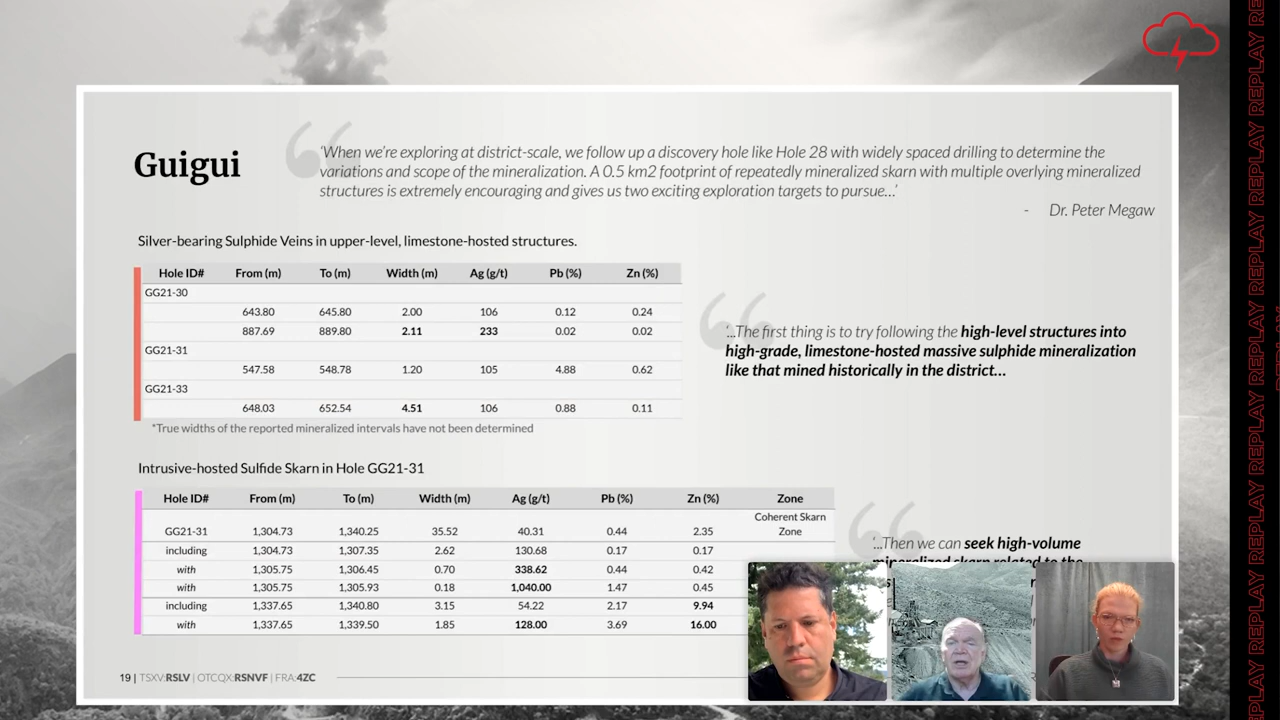 Guigui
'When we're exploring at district-scale, we follow up a discovery hole like Hole 28 with widely spaced drilling to determine the
variations and scope of the mineralization. A 0.5 km2 footprint of repeatedly mineralized skarn with multiple overlying mineralized
structures is extremely encouraging and gives us two exciting exploration targets to pursue…'
- Dr. Peter Megaw
Silver-bearing Sulphide Veins in upper-level, limestone-hosted structures.
Hole ID# From (m) To (m) Width (m) Ag (g/t) Pb (%) Zn (%)
GG21-30
643.80 645.80 2.00 106 0.12 0.24
887.69 889.80 2.11 233 0.02 0.02
GG21-31
547.58 548.78 1.20 105 4.88 0.62
GG21-33
648.03 652.54 4.51 106 0.88 0.11
*True widths of the reported mineralized intervals have not been determined
'...The first thing is to try following the high-level structures into
high-grade, limestone-hosted massive sulphide mineralization
like that mined historically in the district…
Intrusive-hosted Sulfide Skarn in Hole GG21-31
Hole ID# From (m) To (m) Width (m) Ag (g/t) Pb (%) Zn (%) Zone
GG21-31 1,304.73 1,340.25 35.52 40.31 0.44 2.35 Coherent Skarn
Zone
including 1,304.73 1,307.35 2.62 130.68 0.17 0.17
with 1,305.75 1,306.45 0.70 338.62 0.44 0.42
with 1,305.75 1,305.93 0.18 1,040.00 1.47 0.45
including 1,337.65 1,340.80 3.15 54.22 2.17 9.94
with 1,337.65 1,339.50 1.85 128.00 3.69 16.00
'...Then we can seek high-volume
mineralized skarn related to the
19 | TSXV:RSLV | OTCQX:RSNVF | FRA:4ZC
REPLAY REPLAY REPLAY REPLAY REPLAY REPLAY REPLAY REPLAY